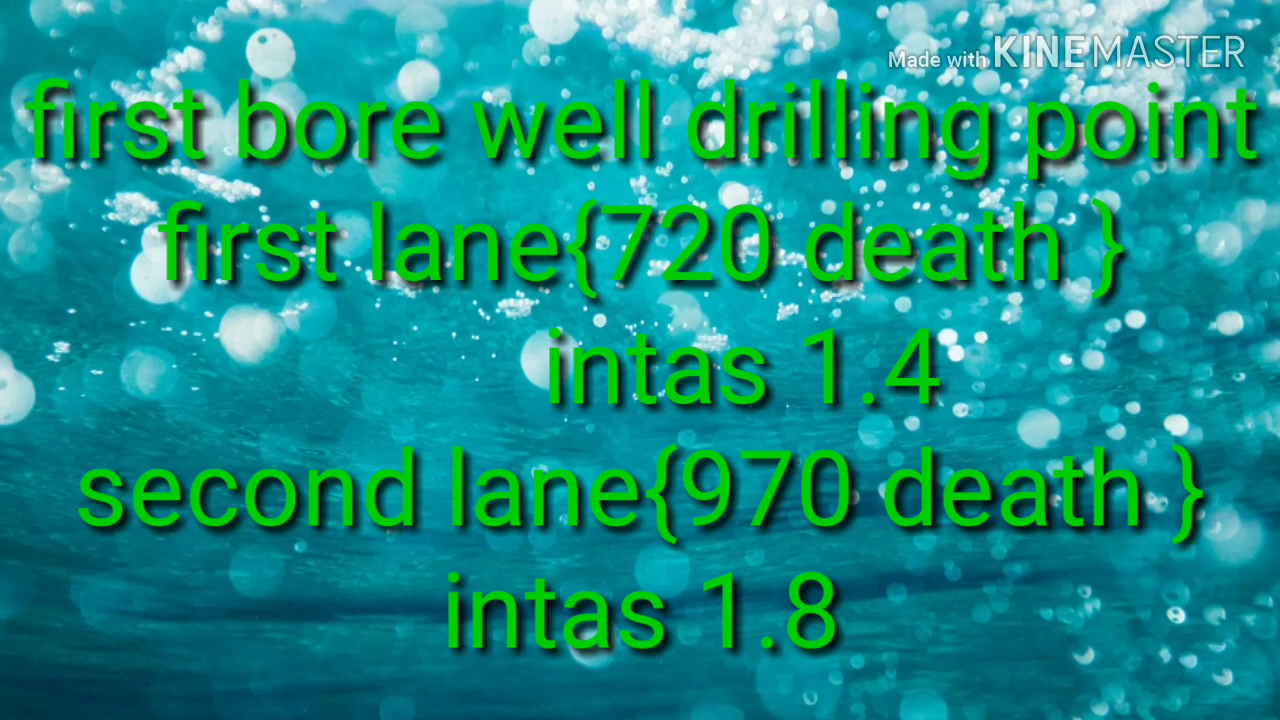 Made with KINEMASTER
first bore well drilling point
first lane{720 death }
intas 1.4
second lane{970 death }
intas 1.8